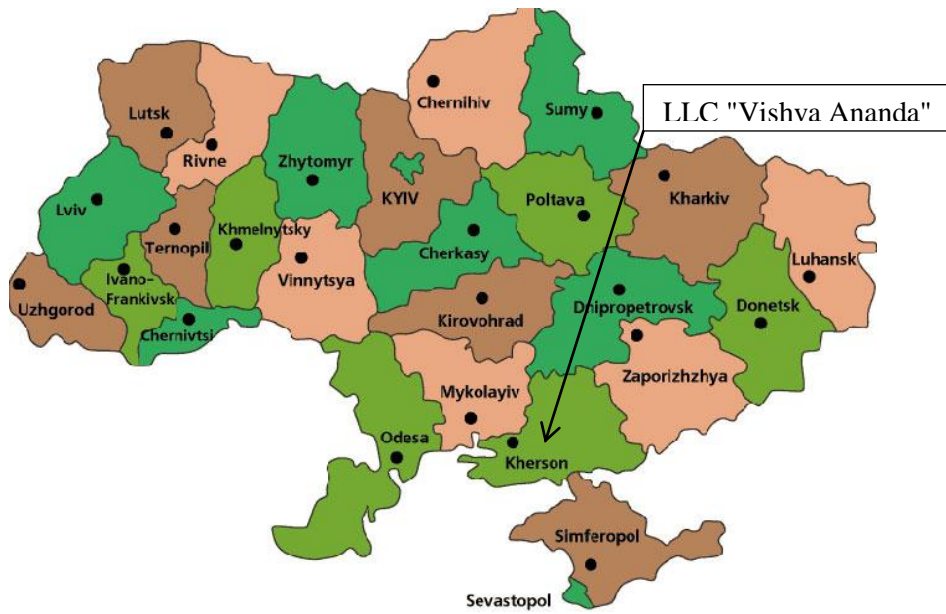 Chernihiv
Sumy
LLC "Vishva Ananda"
Lutsk
Rivne
Zhytomyr
KYIV
Poltava
Kharkiv
Lviv
Ternopil
Khmelnytsky
Cherkasy
Luhansk
Ivano-
Frankivsk
Vinnytsya
Uzhgorod
Chernivtsi
Kirovohrad
Dnipropetrovsk
Donetsk
Zaporizhzhya
Mykolayiv
Odesa
Kherson
Simferopol
Sevastopol